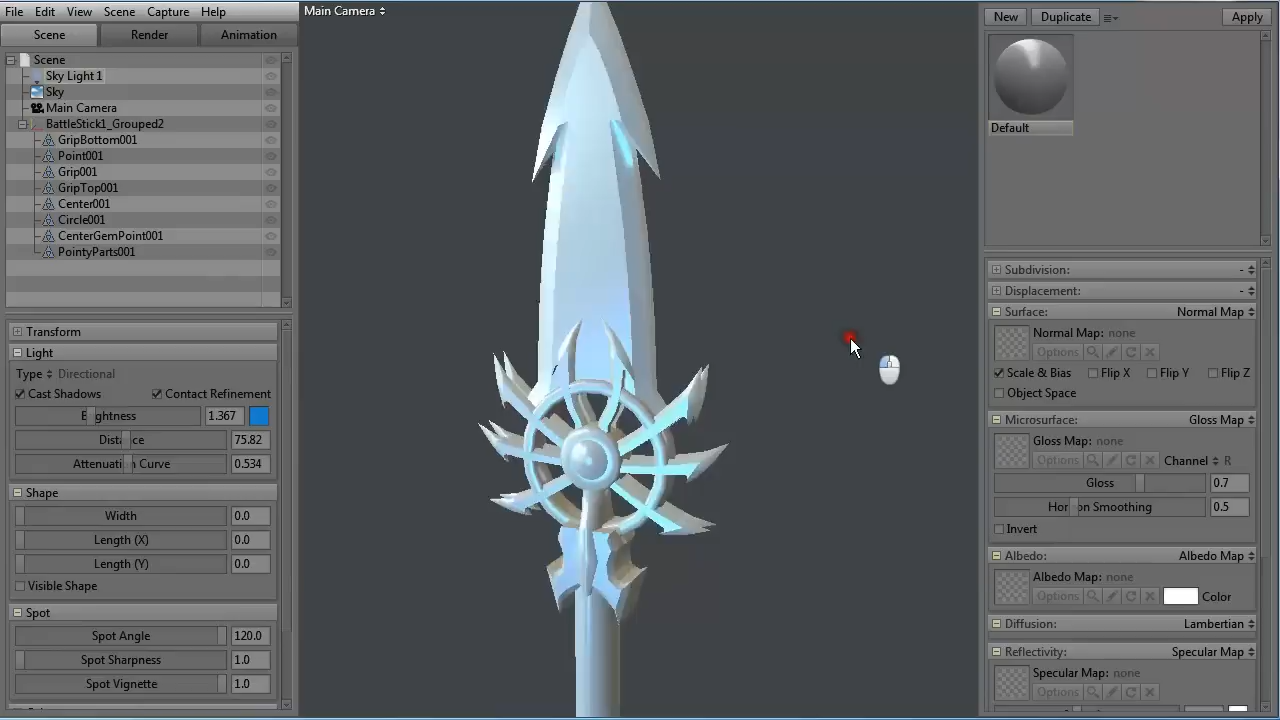 File Edit View Scene Capture Help
Scene Render Animation
Scene
Sky Light 1
Sky
Main Camera
BattleStick1_Grouped2
GripBottom001
Point001
Grip001
GripTop001
Center001
Circle001
CenterGemPoint001
PointyParts001
Transform
Light
Type Directional
Cast Shadows Contact Refinement
Brightness 1.367
Distance 75.82
Attenuation Curve 0.534
Shape
Width 0.0
Length (X) 0.0
Length (Y) 0.0
Visible Shape
Spot
Spot Angle 120.0
Spot Sharpness 1.0
Spot Vignette 1.0
Main Camera
New Duplicate Apply
Default
Subdivision: -
Displacement: -
Surface: Normal Map
Normal Map: none
Options
Scale & Bias Flip X Flip Y Flip Z
Object Space
Microsurface: Gloss Map
Gloss Map: none
Options Channel R
Gloss 0.7
Horizon Smoothing 0.5
Invert
Albedo: Albedo Map
Albedo Map: none
Options Color
Diffusion: Lambertian
Reflectivity: Specular Map
Specular Map: none
Options